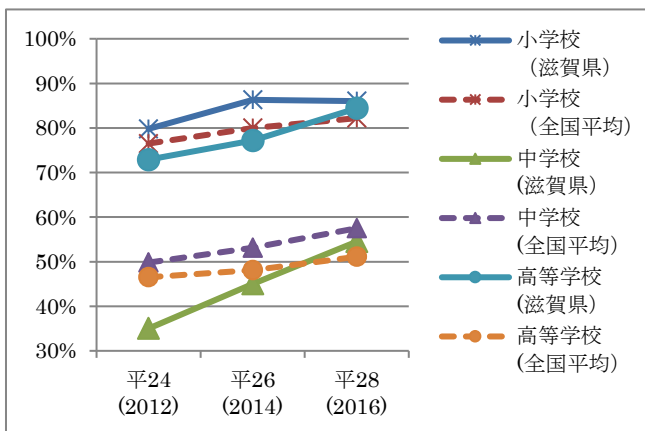 100%
90%
80%
70%
60%
50%
40%
30%
平24
(2012)
平26
(2014)
平28
(2016)
小学校
（滋賀県）
小学校
(全国平均）
中学校
(滋賀県）
中学校
(全国平均）
高等学校
(滋賀県）
高等学校
(全国平均）